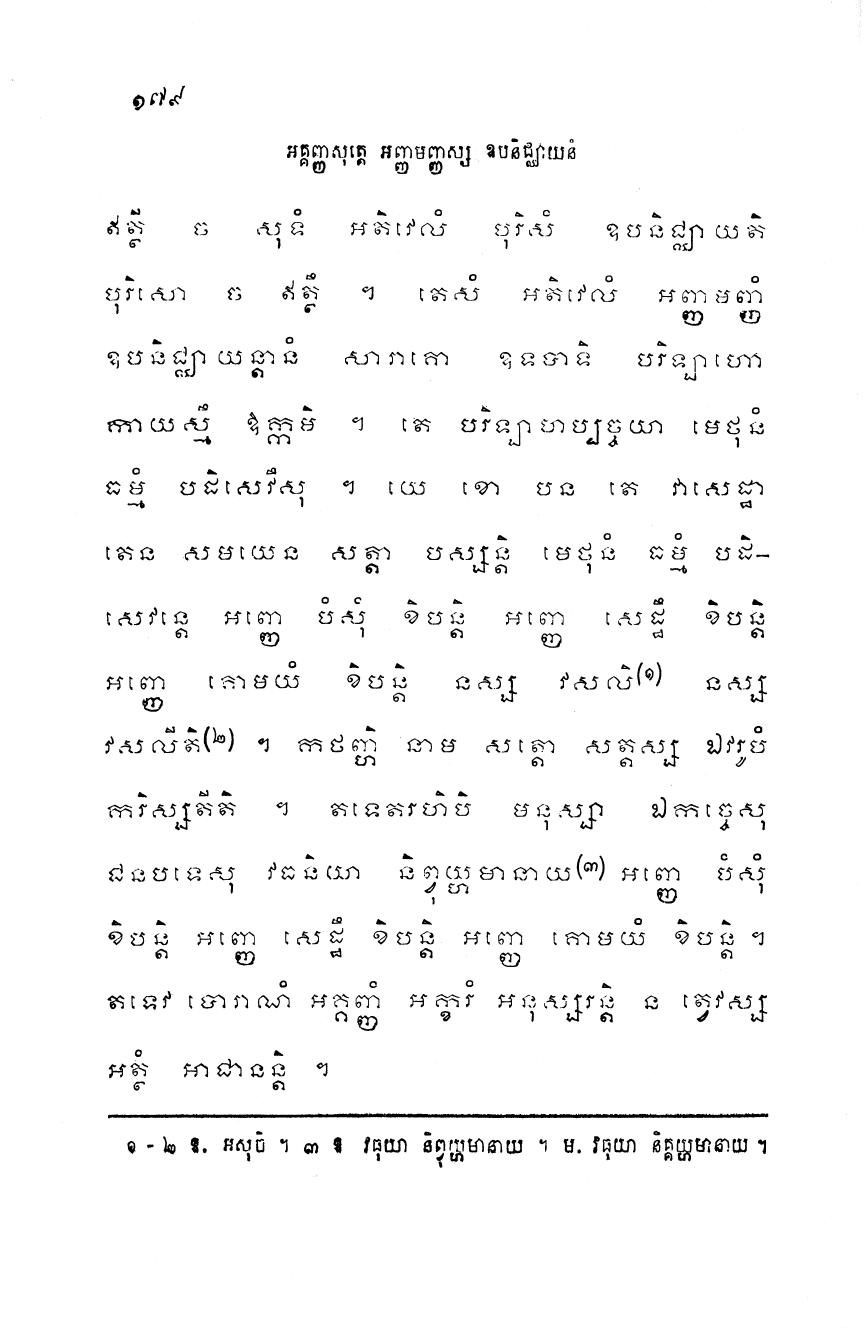 ១៧៩
អគ្គញ្ញសុត្តេ អញ្ញមញ្ញស្ស ឧបនិជ្ឈាយនំ
ឥត្ថី ច សុទំ អតិវេលំ បុរិសំ ឧបនិជ្ឈាយតិ
បុរិសោ ច ឥត្ថឹ ។ តេសំ អតិវេលំ អញ្ញមញ្ញំ
ឧបនិជ្ឈាយន្តានំ សារាគោ ឧទបាទិ បរិឡាហោ
កាយស្មឹ ឱក្កមិ ។ តេ បរិឡាហប្បច្ចយា មេថុនំ
ធម្មំ បដិសេវឹសុ ។ យេ ខោ បន តេ វាសេដ្ឋា
តេន សមយេន សត្តា បស្សន្តិ មេថុនំ ធម្មំ បដិ-
សេវន្តេ អញ្ញេ បំសុំ ខិបន្តិ អញ្ញេ សេដ្ឋឹ ខិបន្តិ
អញ្ញេ គោមយំ ខិបន្តិ នស្ស វសលិ(១) នស្ស
វសលីតិ(២) ។ កថញ្ហិ នាម សត្តោ សត្តស្ស ឯវរូបំ
ករិស្សតីតិ ។ តទេតរហិបិ មនុស្សា ឯកច្ចេសុ
ជនបទេសុ វធនិយា និព្វុយ្ហមានាយ(៣) អញ្ញេ បំសុំ
ខិបន្តិ អញ្ញេ សេដ្ឋឹ ខិបន្តិ អញ្ញេ គោមយំ ខិបន្តិ ។
តទេវ បោរាណំ អគ្គញ្ញំ អក្ខរំ អនុស្សរន្តិ ន ត្វេវស្ស
អត្ថំ អាជានន្តិ ។
១ - ២ ឱ. អសុចិ ។ ៣ ឱ វធុយា និព្វុយ្ហមានាយ ។ ម. វធុយា និគ្គយ្ហមានាយ ។